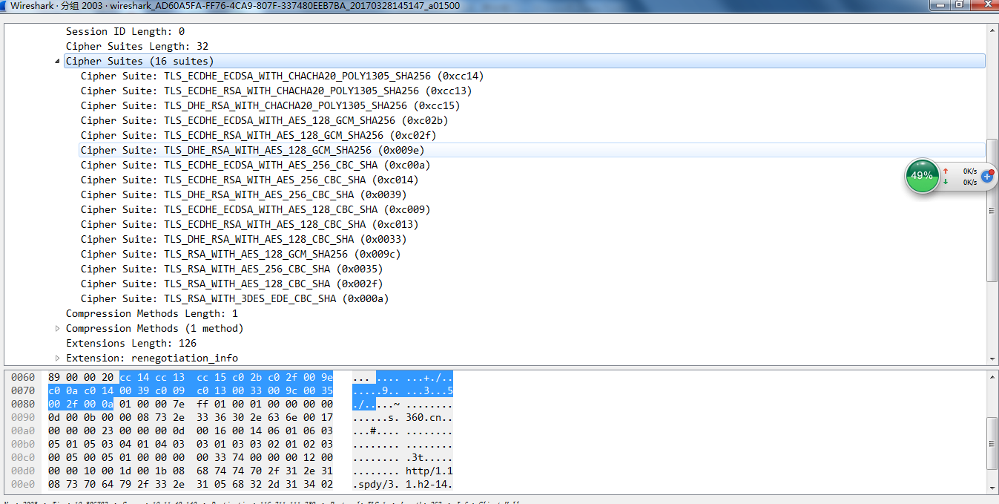 Wireshark · 分组 2003 · wireshark_AD60A5FA-FF76-4CA9-807F-337480EEB7BA_20170328145147_a01500
Session ID Length: 0
Cipher Suites Length: 32
Cipher Suites (16 suites)
Cipher Suite: TLS_ECDHE_ECDSA_WITH_CHACHA20_POLY1305_SHA256 (0xcc14)
Cipher Suite: TLS_ECDHE_RSA_WITH_CHACHA20_POLY1305_SHA256 (0xcc13)
Cipher Suite: TLS_DHE_RSA_WITH_CHACHA20_POLY1305_SHA256 (0xcc15)
Cipher Suite: TLS_ECDHE_ECDSA_WITH_AES_128_GCM_SHA256 (0xc02b)
Cipher Suite: TLS_ECDHE_RSA_WITH_AES_128_GCM_SHA256 (0xc02f)
Cipher Suite: TLS_DHE_RSA_WITH_AES_128_GCM_SHA256 (0x009e)
Cipher Suite: TLS_ECDHE_ECDSA_WITH_AES_256_CBC_SHA (0xc00a)
Cipher Suite: TLS_ECDHE_RSA_WITH_AES_256_CBC_SHA (0xc014)
Cipher Suite: TLS_DHE_RSA_WITH_AES_256_CBC_SHA (0x0039)
Cipher Suite: TLS_ECDHE_ECDSA_WITH_AES_128_CBC_SHA (0xc009)
Cipher Suite: TLS_ECDHE_RSA_WITH_AES_128_CBC_SHA (0xc013)
Cipher Suite: TLS_DHE_RSA_WITH_AES_128_CBC_SHA (0x0033)
Cipher Suite: TLS_RSA_WITH_AES_128_GCM_SHA256 (0x009c)
Cipher Suite: TLS_RSA_WITH_AES_256_CBC_SHA (0x0035)
Cipher Suite: TLS_RSA_WITH_AES_128_CBC_SHA (0x002f)
Cipher Suite: TLS_RSA_WITH_3DES_EDE_CBC_SHA (0x000a)
Compression Methods Length: 1
Compression Methods (1 method)
Extensions Length: 126
Extension: renegotiation_info
49%
0K/s
0K/s
0060 89 00 00 20 cc 14 cc 13 cc 15 c0 2b c0 2f 00 9e ... .... ...+./..
0070 c0 0a c0 14 00 39 c0 09 c0 13 00 33 00 9c 00 35 .....9.. ...3...5
0080 00 2f 00 0a 01 00 00 7e ff 01 00 01 00 00 00 00 ./.....~ ........
0090 0d 00 0b 00 00 08 73 2e 33 36 30 2e 63 6e 00 17 ......s. 360.cn..
00a0 00 00 00 23 00 00 00 0d 00 16 00 14 06 01 06 03 ...#.... ........
00b0 05 01 05 03 04 01 04 03 03 01 03 03 02 01 02 03 ........ ........
00c0 00 05 00 05 01 00 00 00 00 33 74 00 00 00 12 00 ........ .3t.....
00d0 00 00 10 00 1d 00 1b 08 68 74 74 70 2f 31 2e 31 ........ http/1.1
00e0 08 73 70 64 79 2f 33 2e 31 05 68 32 2d 31 34 02 .spdy/3. 1.h2-14.